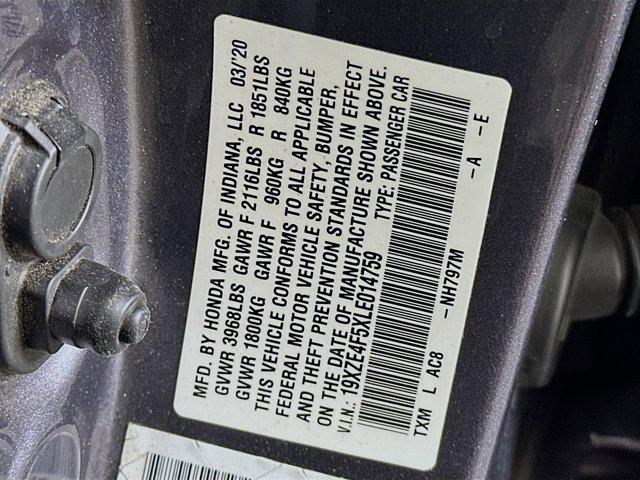 MFD. BY HONDA MFG. OF INDIANA, LLC 03/'20
GVWR 3968LBS GAWR F 2116LBS R 1851LBS
GVWR 1800KG GAWR F 960KG R 840KG
THIS VEHICLE CONFORMS TO ALL APPLICABLE
FEDERAL MOTOR VEHICLE SAFETY, BUMPER,
AND THEFT PREVENTION STANDARDS IN EFFECT
ON THE DATE OF MANUFACTURE SHOWN ABOVE.
V.I.N.: 19XZE4F5XLE014759 TYPE: PASSENGER CAR
TXM L AC8 -NH797M -A -E